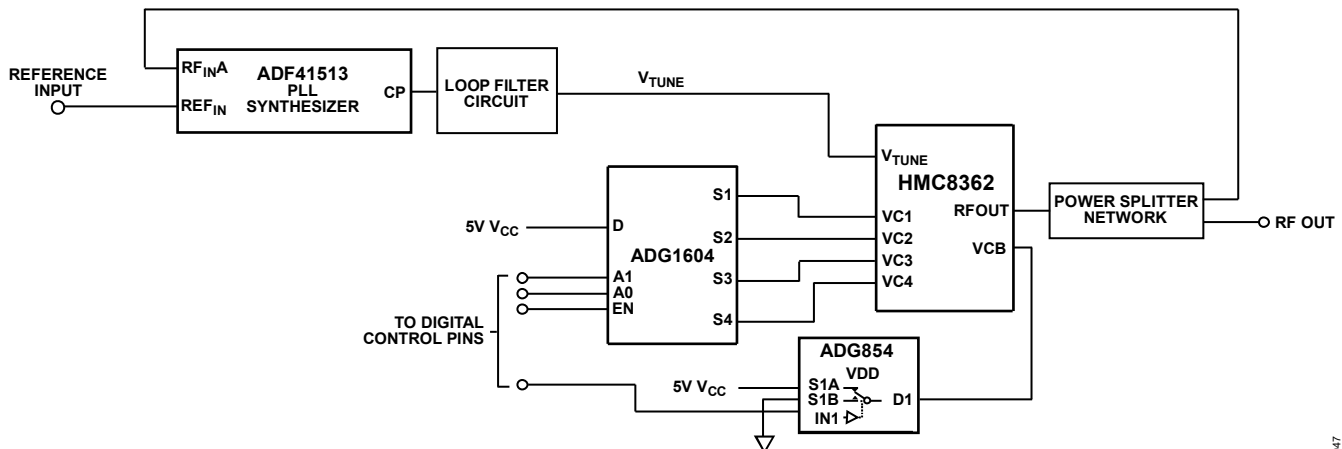 REFERENCE
INPUT
RFINA
REFIN
ADF41513
PLL
SYNTHESIZER
CP
LOOP FILTER
CIRCUIT
VTUNE
VTUNE
HMC8362
VC1
VC2
VC3
VC4
RFOUT
VCB
POWER SPLITTER
NETWORK
RF OUT
5V VCC
D
ADG1604
A1
A0
EN
S1
S2
S3
S4
TO DIGITAL
CONTROL PINS
ADG854
VDD
5V VCC
S1A
S1B
IN1
D1